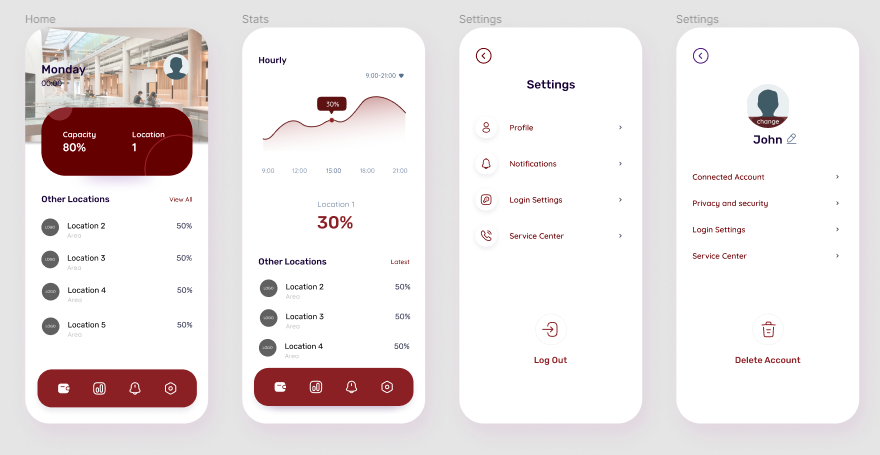 Home
Monday
00:00
Capacity
Location
80%
1
Other Locations
View All
LOGO
Location 2
50%
Area
LOGO
Location 3
50%
Area
LOGO
Location 4
50%
Area
LOGO
Location 5
50%
Area
Stats
Hourly
9:00-21:00
30%
9:00 12:00 15:00 18:00 21:00
Location 1
30%
Other Locations
Latest
LOGO
Location 2
50%
Area
LOGO
Location 3
50%
Area
LOGO
Location 4
50%
Area
Settings
Settings
Profile
Notifications
Login Settings
Service Center
Log Out
Settings
change
John
Connected Account
Privacy and security
Login Settings
Service Center
Delete Account